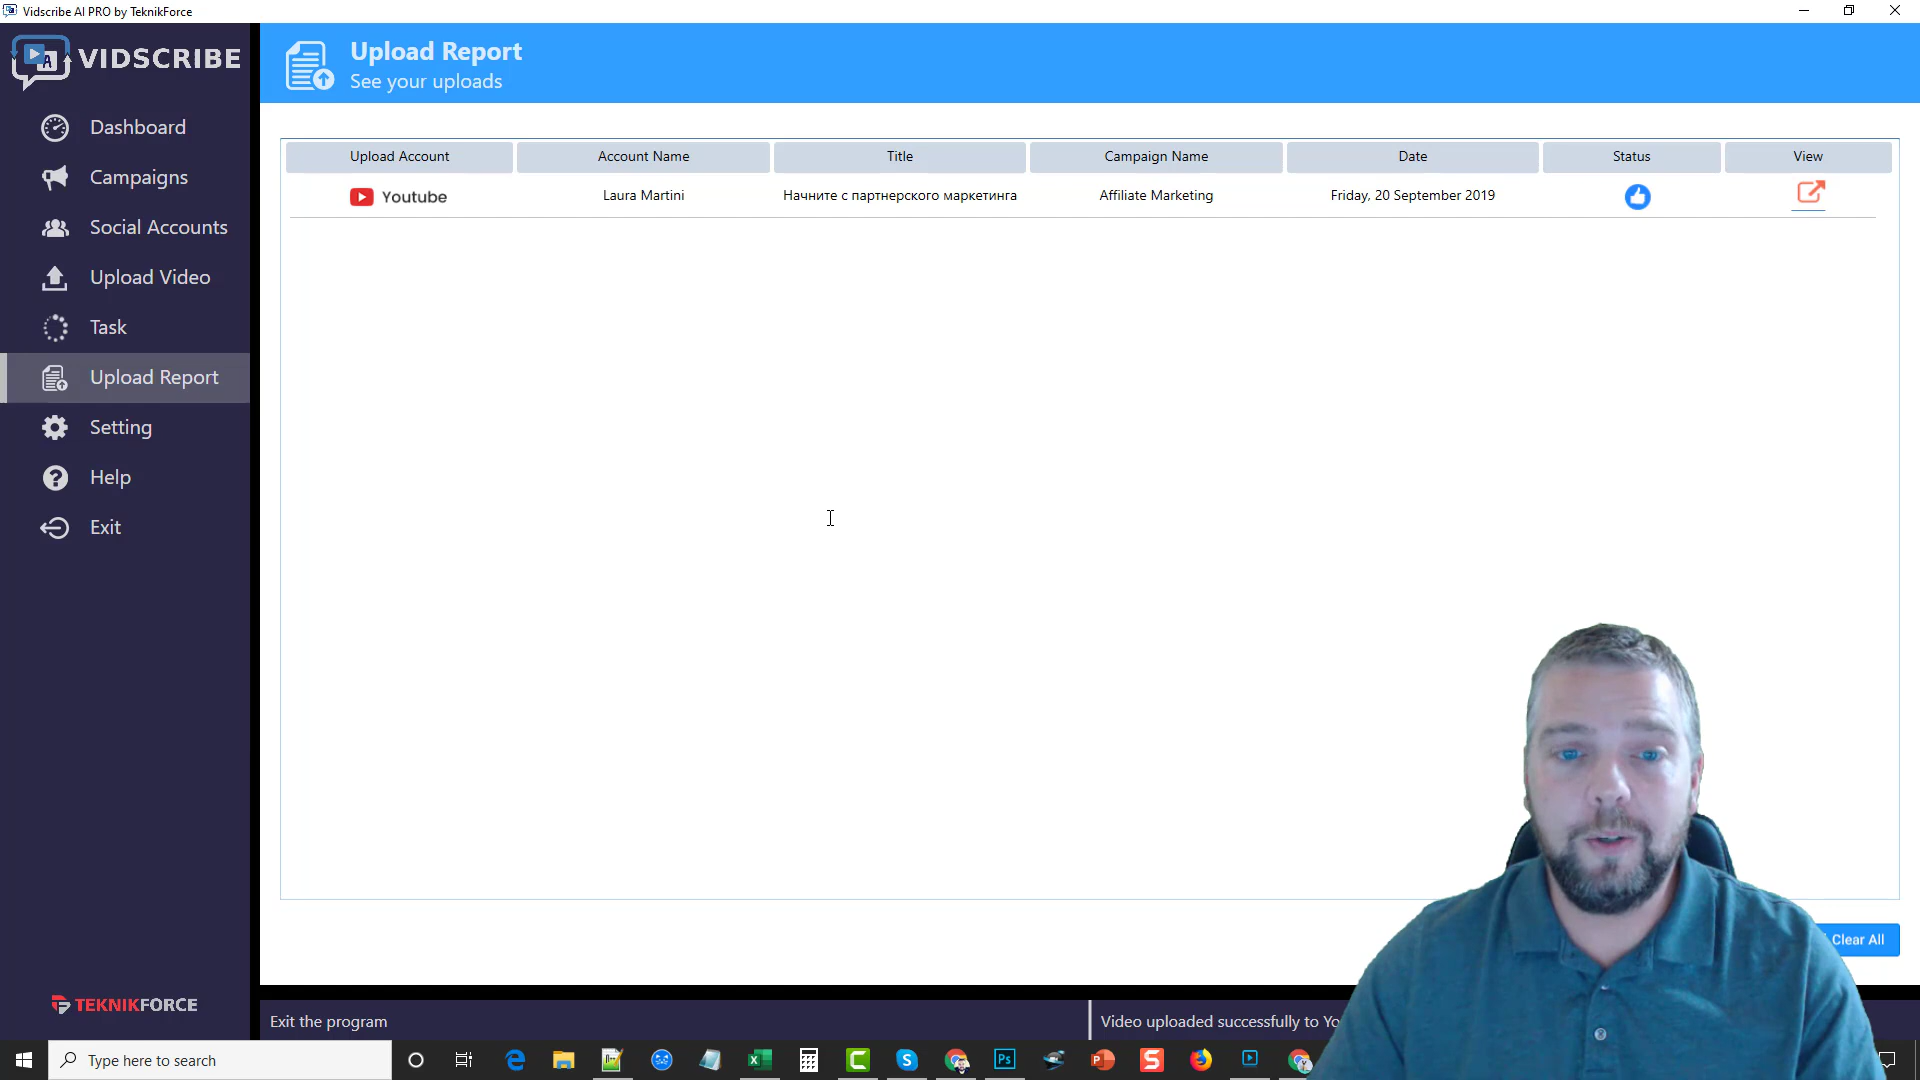 Vidscribe AI PRO by TeknikForce
VIDSCRIBE
Dashboard
Campaigns
Social Accounts
Upload Video
Task
Upload Report
Setting
Help
Exit
TEKNIKFORCE
Upload Report
See your uploads
Upload Account Account Name Title Campaign Name Date Status View
Youtube Laura Martini Начните с партнерского маркетинга Affiliate Marketing Friday, 20 September 2019
Clear All
Exit the program
Video uploaded successfully to
Type here to search